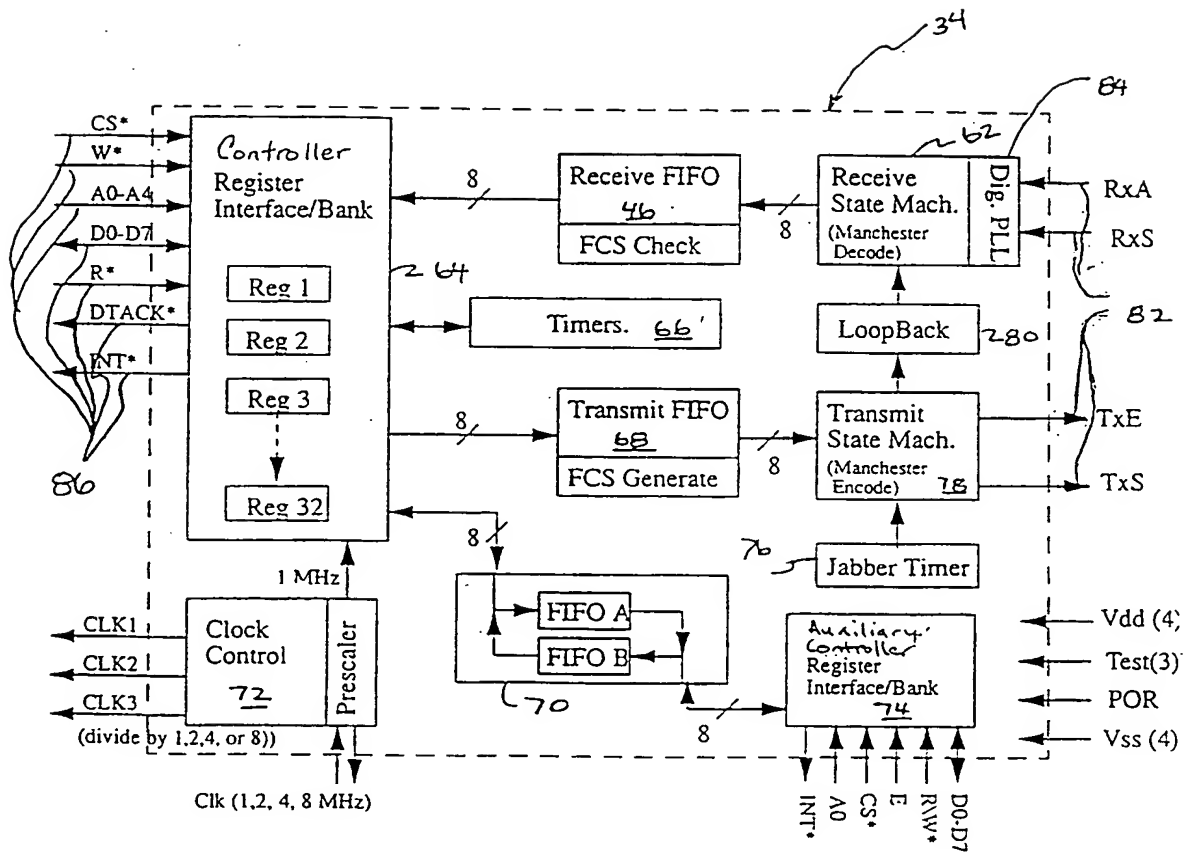 34
84
CS*
W*
A0-A4
D0-D7
R*
DTACK*
INT*
86
Controller
Register
Interface/Bank
Reg 1
Reg 2
Reg 3
Reg 32
64
8
Receive FIFO
46
FCS Check
8
62
Receive
State Mach.
(Manchester
Decode)
Dig. PLL
RxA
RxS
Timers. 66'
LoopBack
280
82
8
Transmit FIFO
68
FCS Generate
8
Transmit
State Mach.
(Manchester
Encode) 78
TxE
TxS
8
76
Jabber Timer
1 MHz
CLK1
CLK2
CLK3
(divide by 1,2,4, or 8))
Clock
Control
72
Prescaler
Clk (1,2, 4, 8 MHz)
FIFO A
FIFO B
70
8
Auxiliary
Controller
Register
Interface/Bank
74
Vdd (4)
Test(3)
POR
Vss (4)
INT*
A0
CS*
E
R\W*
D0-D7